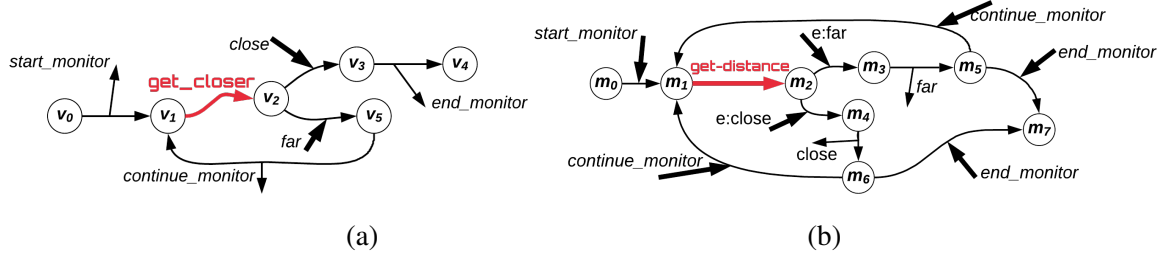 start_monitor
close
get_closer
v0
v1
v2
v3
v4
end_monitor
far
v5
continue_monitor
(a)
continue_monitor
start_monitor
e:far
end_monitor
get-distance
m0
m1
m2
m3
m5
far
e:close
m4
close
m7
continue_monitor
m6
end_monitor
(b)